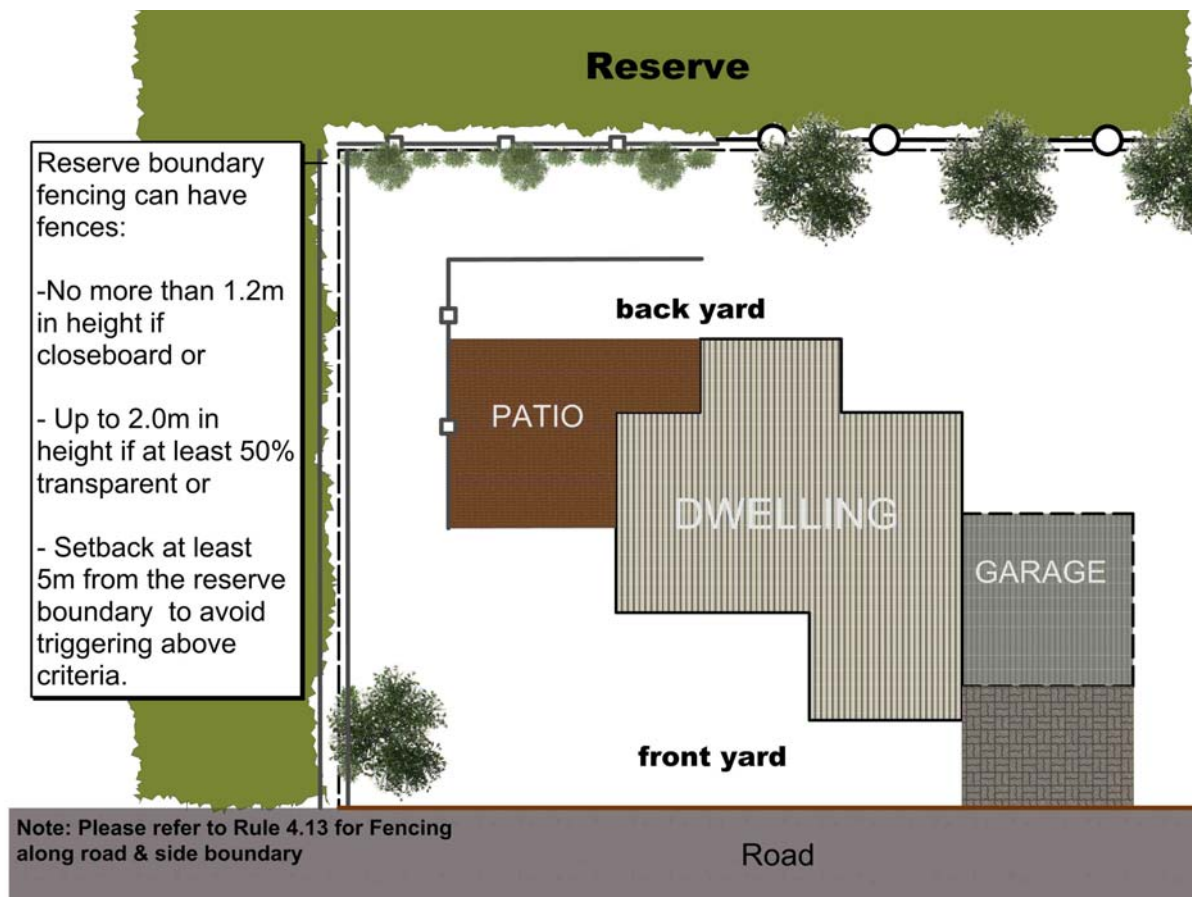 Reserve
Reserve boundary
fencing can have
fences:
-No more than 1.2m
in height if
closeboard or
- Up to 2.0m in
height if at least 50%
transparent or
- Setback at least
5m from the reserve
boundary  to avoid
triggering above
criteria.
back yard
PATIO
DWELLING
GARAGE
front yard
Note: Please refer to Rule 4.13 for Fencing
along road & side boundary
Road